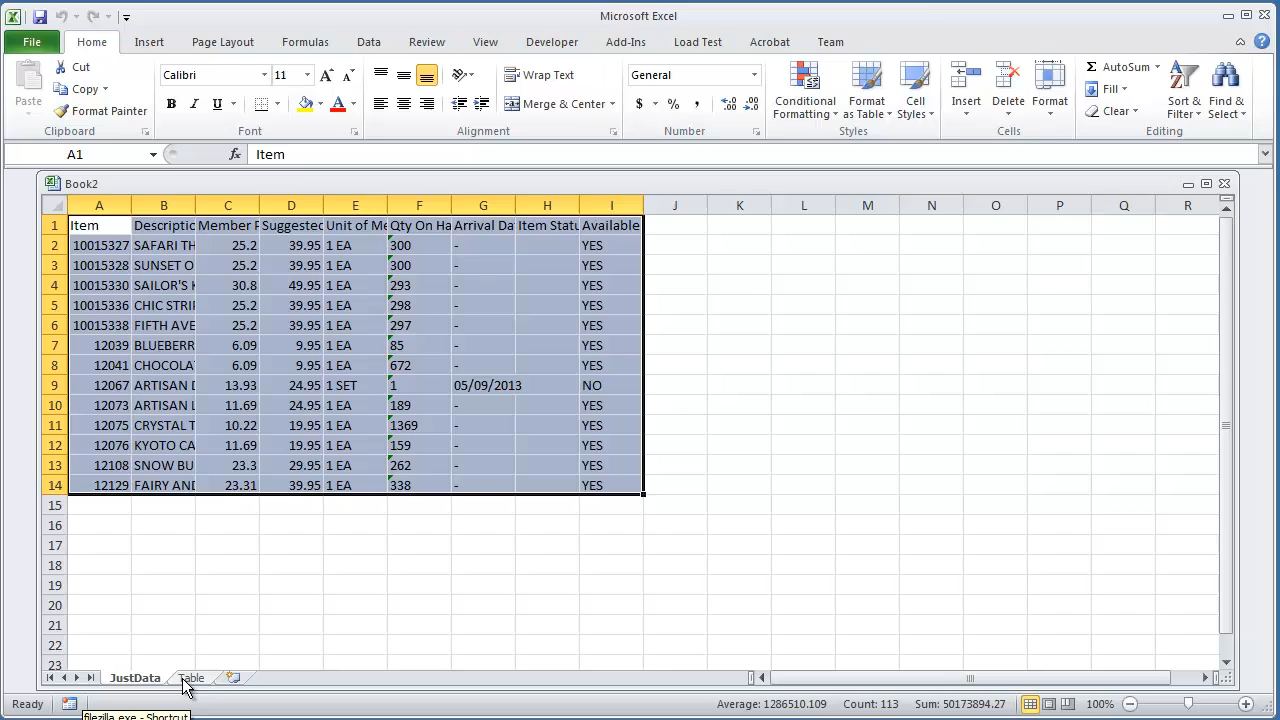 Microsoft Excel
File Home Insert Page Layout Formulas Data Review View Developer Add-Ins Load Test Acrobat Team
Paste Cut Copy Format Painter
Calibri 11
B I U
Wrap Text
Merge & Center
General
$ % ,
Conditional Formatting Format as Table Cell Styles
Insert Delete Format
AutoSum Fill Clear
Sort & Filter Find & Select
Clipboard Font Alignment Number Styles Cells Editing
A1 fx Item
Book2
A B C D E F G H I J K L M N O P Q R
1 Item Descriptic Member P Suggested Unit of Me Qty On Ha Arrival Da Item Statu Available
2 10015327 SAFARI TH 25.2 39.95 1 EA 300 - YES
3 10015328 SUNSET O 25.2 39.95 1 EA 300 - YES
4 10015330 SAILOR'S K 30.8 49.95 1 EA 293 - YES
5 10015336 CHIC STRIP 25.2 39.95 1 EA 298 - YES
6 10015338 FIFTH AVE 25.2 39.95 1 EA 297 - YES
7 12039 BLUEBERR 6.09 9.95 1 EA 85 - YES
8 12041 CHOCOLA 6.09 9.95 1 EA 672 - YES
9 12067 ARTISAN D 13.93 24.95 1 SET 1 05/09/2013 NO
10 12073 ARTISAN L 11.69 24.95 1 EA 189 - YES
11 12075 CRYSTAL T 10.22 19.95 1 EA 1369 - YES
12 12076 KYOTO CA 11.69 19.95 1 EA 159 - YES
13 12108 SNOW BU 23.3 29.95 1 EA 262 - YES
14 12129 FAIRY AND 23.31 39.95 1 EA 338 - YES
15
16
17
18
19
20
21
22
23
JustData Table
Ready Average: 1286510.109 Count: 113 Sum: 50173894.27 100%
filezilla.exe - Shortcut